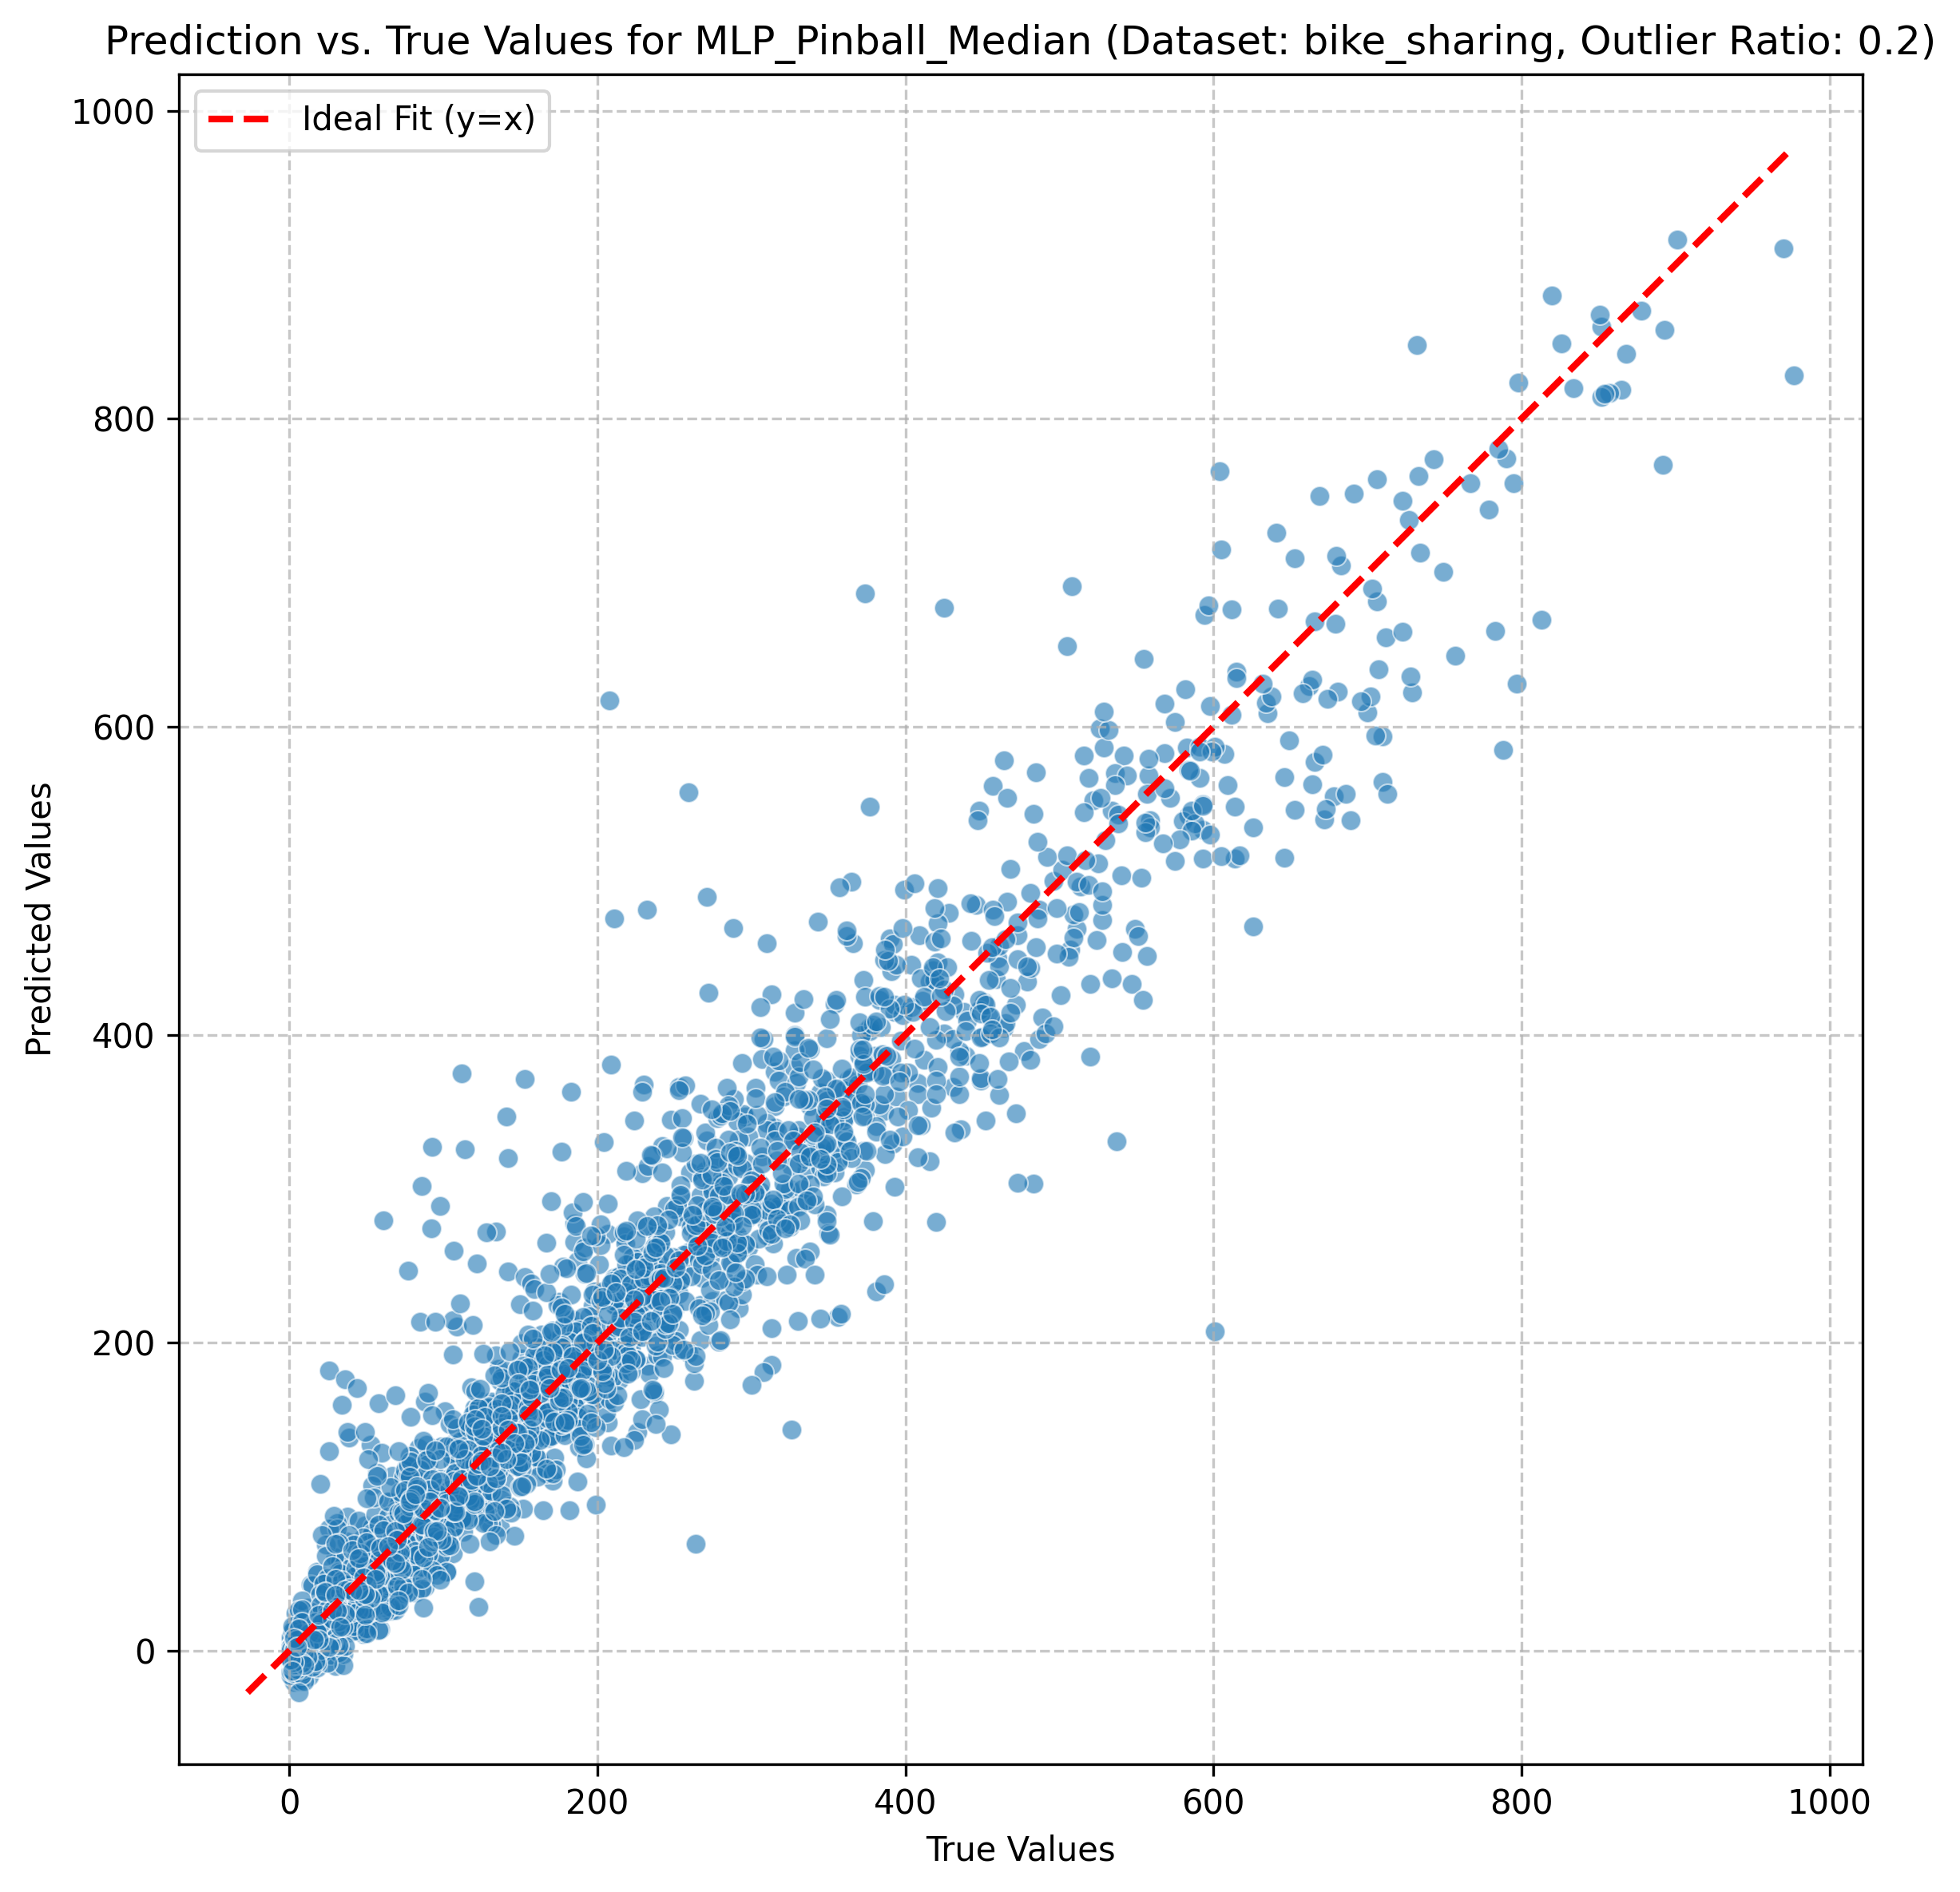 Prediction vs. True Values for MLP_Pinball_Median (Dataset: bike_sharing, Outlier Ratio: 0.2)
Ideal Fit (y=x)
1000
800
600
400
200
0
Predicted Values
0 200 400 600 800 1000
True Values